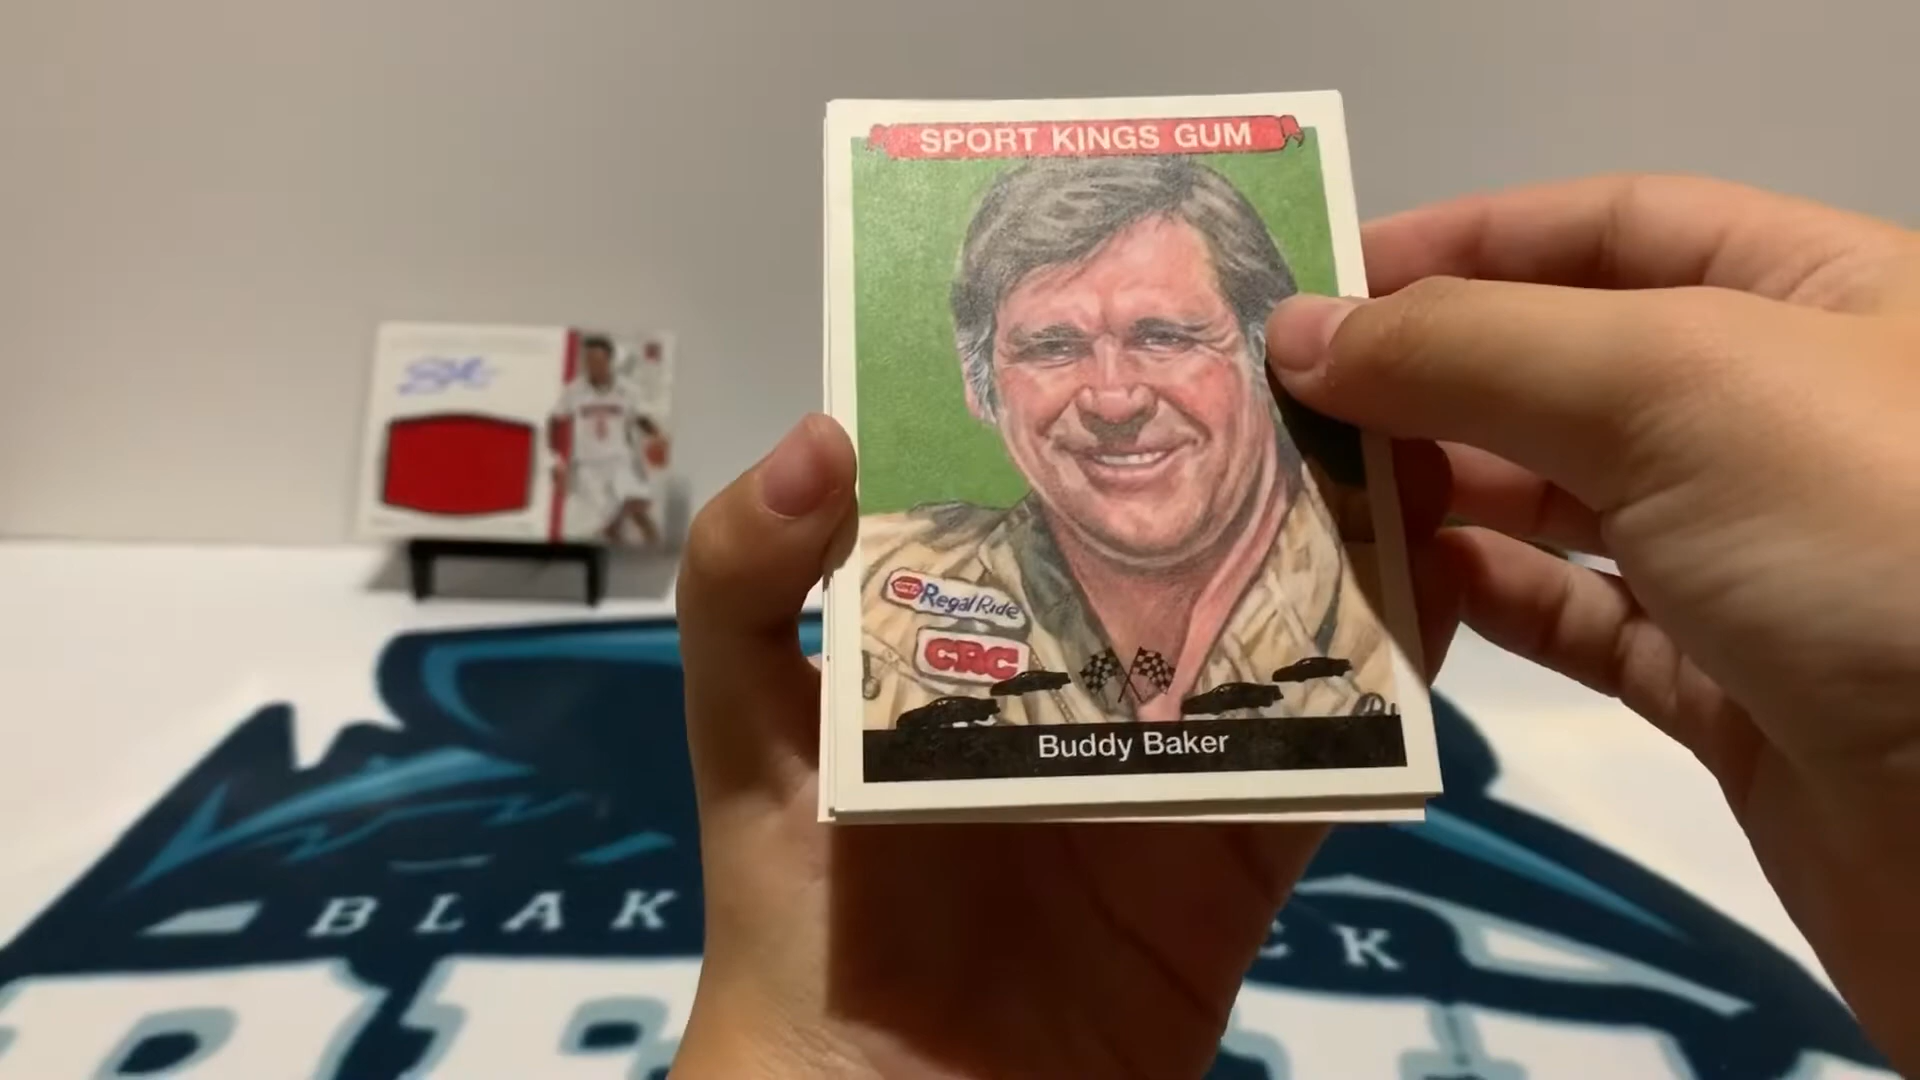 SPORT KINGS GUM
Regal Ride
CRC
Buddy Baker
BLAK
CK